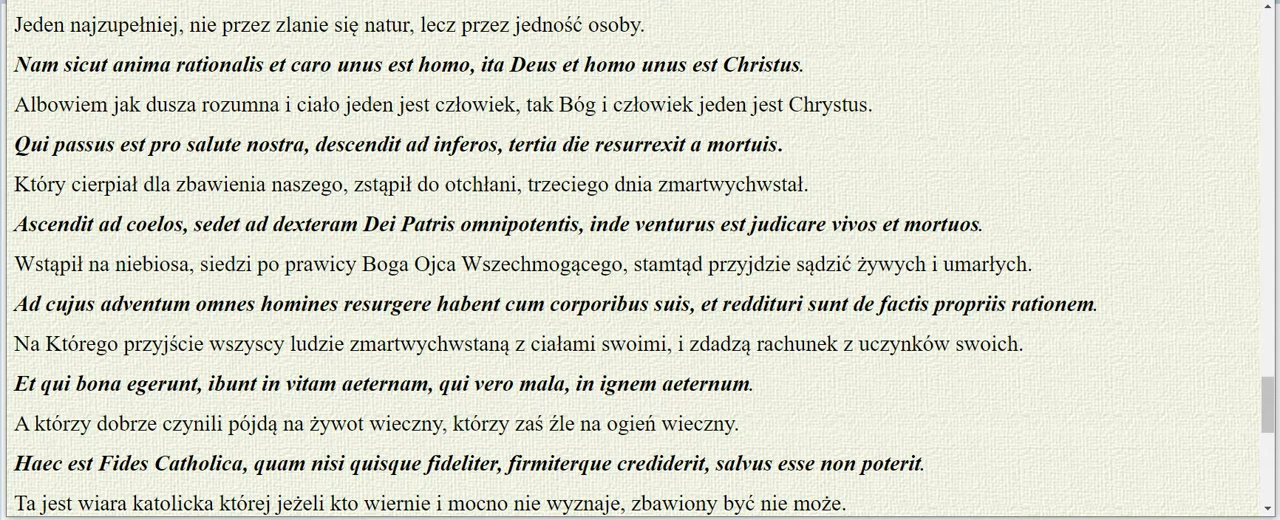 Jeden najzupełniej, nie przez zlanie się natur, lecz przez jedność osoby.
Nam sicut anima rationalis et caro unus est homo, ita Deus et homo unus est Christus.
Albowiem jak dusza rozumna i ciało jeden jest człowiek, tak Bóg i człowiek jeden jest Chrystus.
Qui passus est pro salute nostra, descendit ad inferos, tertia die resurrexit a mortuis.
Który cierpiał dla zbawienia naszego, zstąpił do otchłani, trzeciego dnia zmartwychwstał.
Ascendit ad coelos, sedet ad dexteram Dei Patris omnipotentis, inde venturus est judicare vivos et mortuos.
Wstąpił na niebiosa, siedzi po prawicy Boga Ojca Wszechmogącego, stamtąd przyjdzie sądzić żywych i umarłych.
Ad cujus adventum omnes homines resurgere habent cum corporibus suis, et reddituri sunt de factis propriis rationem.
Na Którego przyjście wszyscy ludzie zmartwychwstaną z ciałami swoimi, i zdadzą rachunek z uczynków swoich.
Et qui bona egerunt, ibunt in vitam aeternam, qui vero mala, in ignem aeternum.
A którzy dobrze czynili pójdą na żywot wieczny, którzy zaś źle na ogień wieczny.
Haec est Fides Catholica, quam nisi quisque fideliter, firmiterque crediderit, salvus esse non poterit.
Ta jest wiara katolicka której jeżeli kto wiernie i mocno nie wyznaje, zbawiony być nie może.